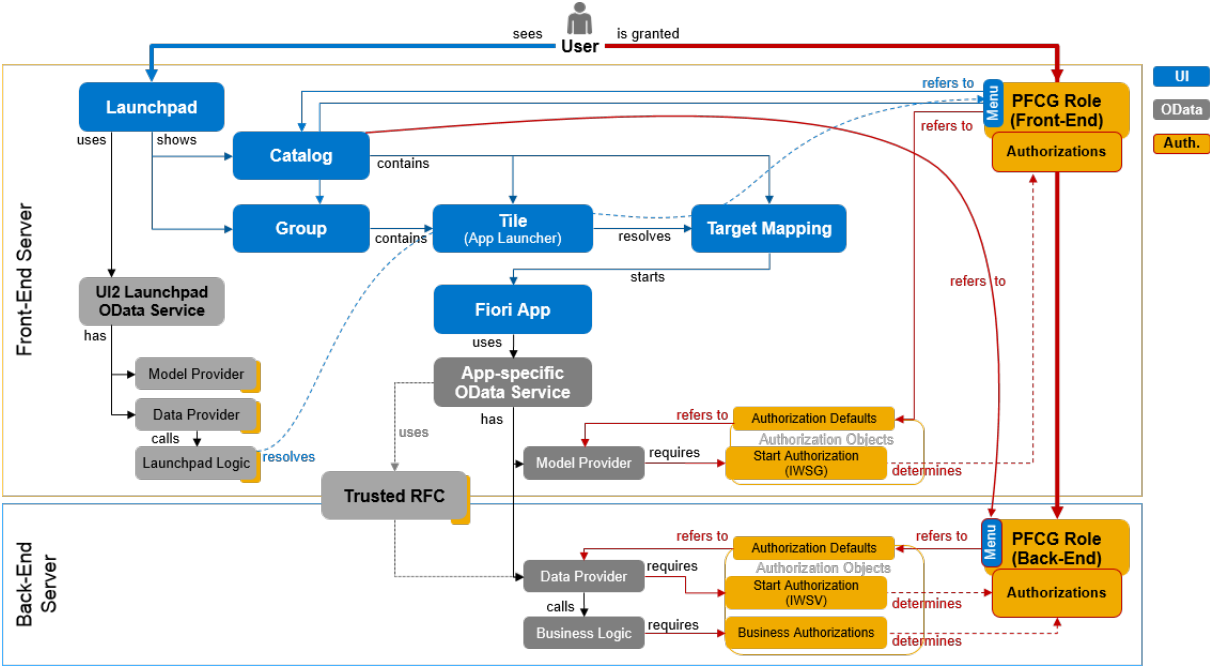 sees
is granted
User
UI
OData
Auth.
Front-End Server
Launchpad
uses
shows
Catalog
contains
Group
contains
Tile
(App Launcher)
resolves
Target Mapping
starts
refers to
refers to
Menu
PFCG Role
(Front-End)
Authorizations
UI2 Launchpad
OData Service
has
Model Provider
Data Provider
calls
Launchpad Logic
resolves
Fiori App
uses
App-specific
OData Service
has
uses
Trusted RFC
refers to
refers to
Authorization Defaults
Authorization Objects
Model Provider
requires
Start Authorization
(IWSG)
determines
Back-End
Server
refers to
Authorization Defaults
refers to
Authorization Objects
Menu
PFCG Role
(Back-End)
Authorizations
Data Provider
requires
Start Authorization
(IWSV)
determines
calls
Business Logic
requires
Business Authorizations
determines